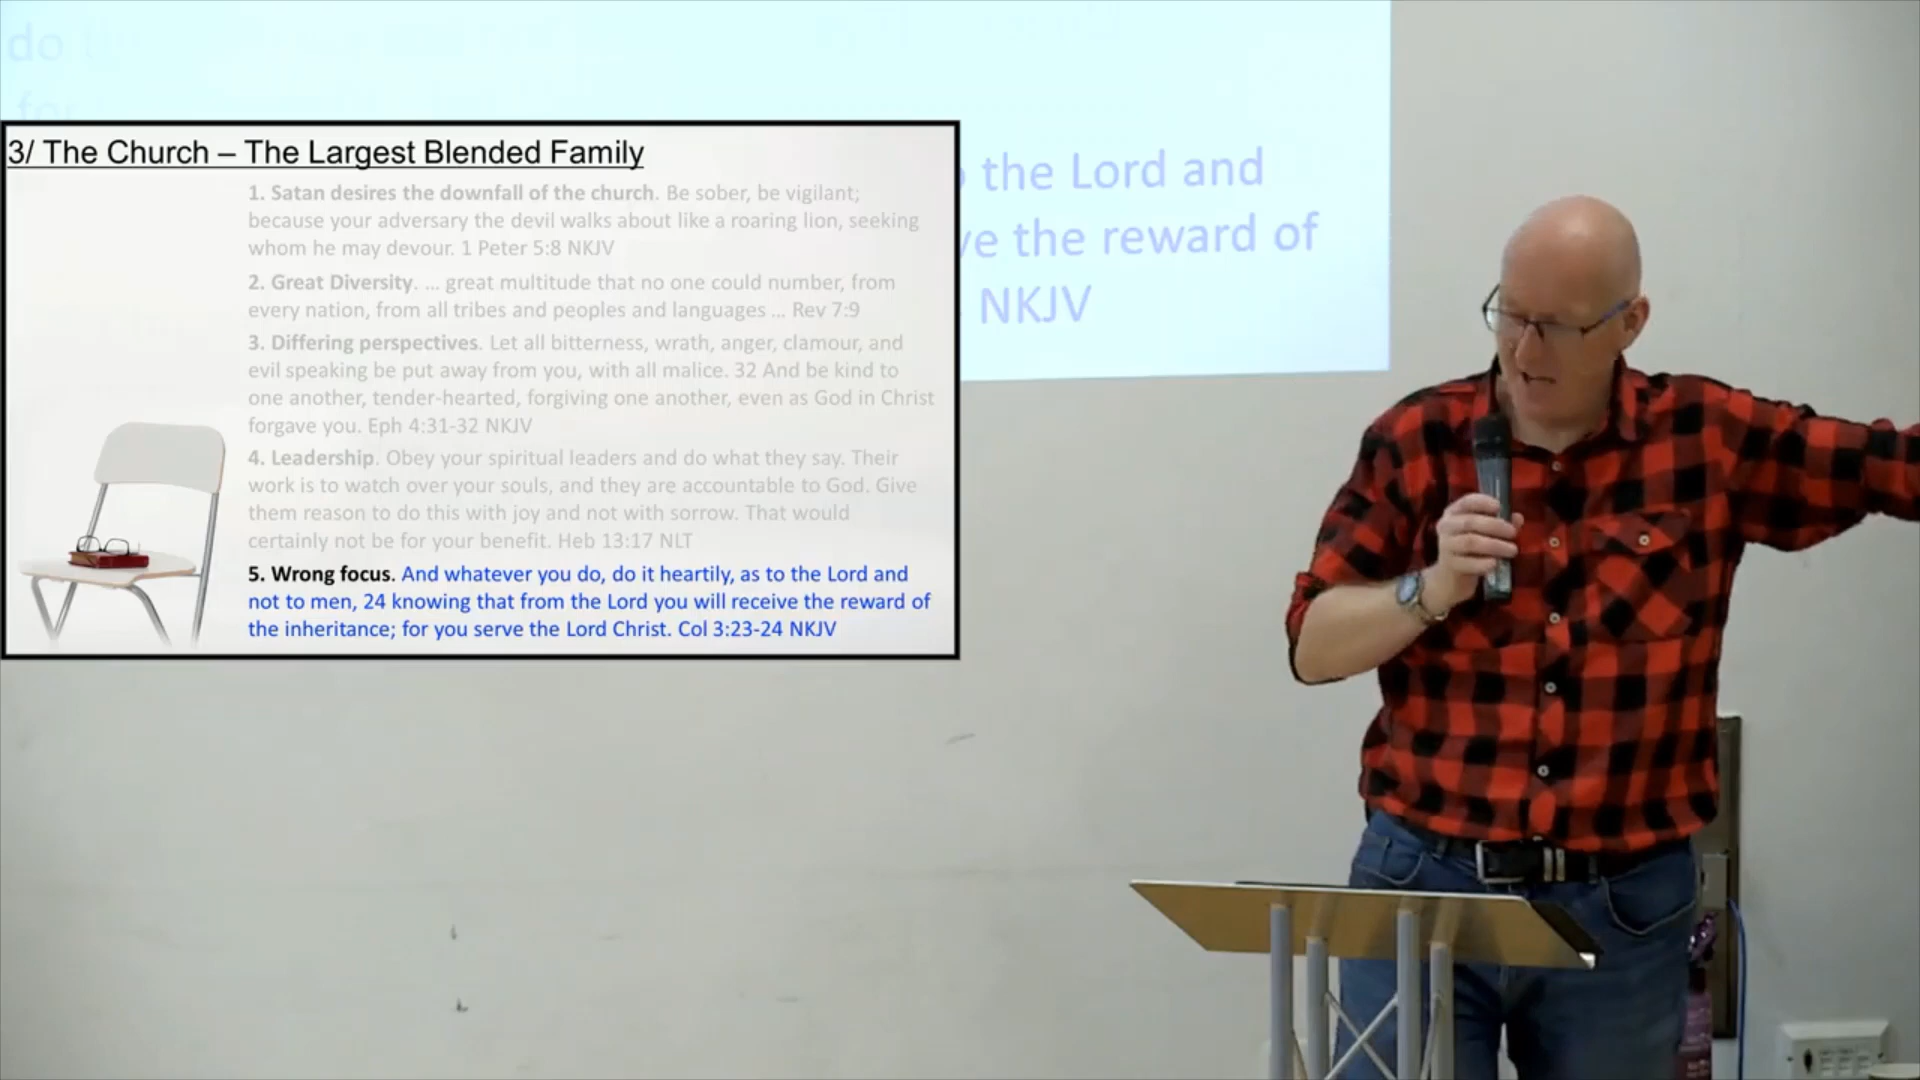 do
for
the Lord and
ve the reward of
NKJV
3/ The Church – The Largest Blended Family
1. Satan desires the downfall of the church. Be sober, be vigilant;
because your adversary the devil walks about like a roaring lion, seeking
whom he may devour. 1 Peter 5:8 NKJV
2. Great Diversity. ... great multitude that no one could number, from
every nation, from all tribes and peoples and languages ... Rev 7:9
3. Differing perspectives. Let all bitterness, wrath, anger, clamour, and
evil speaking be put away from you, with all malice. 32 And be kind to
one another, tender-hearted, forgiving one another, even as God in Christ
forgave you. Eph 4:31-32 NKJV
4. Leadership. Obey your spiritual leaders and do what they say. Their
work is to watch over your souls, and they are accountable to God. Give
them reason to do this with joy and not with sorrow. That would
certainly not be for your benefit. Heb 13:17 NLT
5. Wrong focus. And whatever you do, do it heartily, as to the Lord and
not to men, 24 knowing that from the Lord you will receive the reward of
the inheritance; for you serve the Lord Christ. Col 3:23-24 NKJV